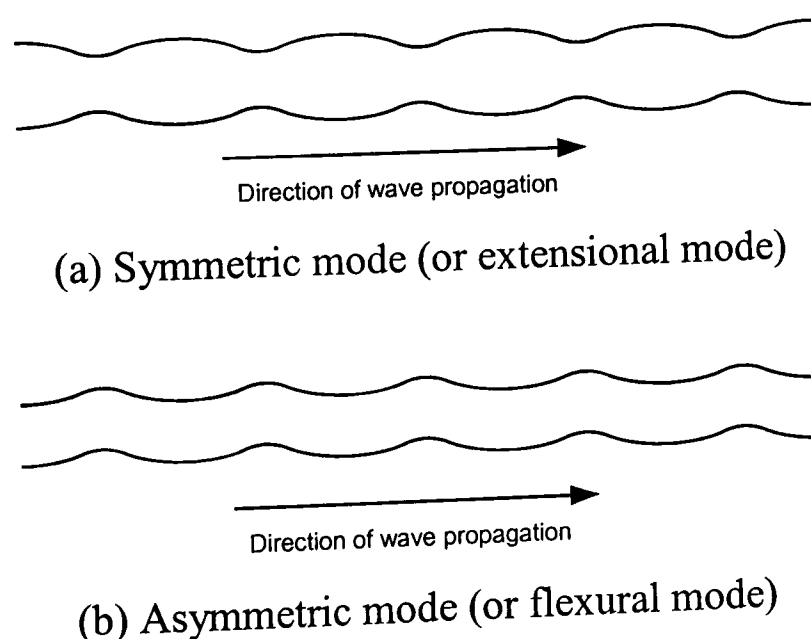 Direction of wave propagation
(a) Symmetric mode (or extensional mode)
Direction of wave propagation
(b) Asymmetric mode (or flexural mode)